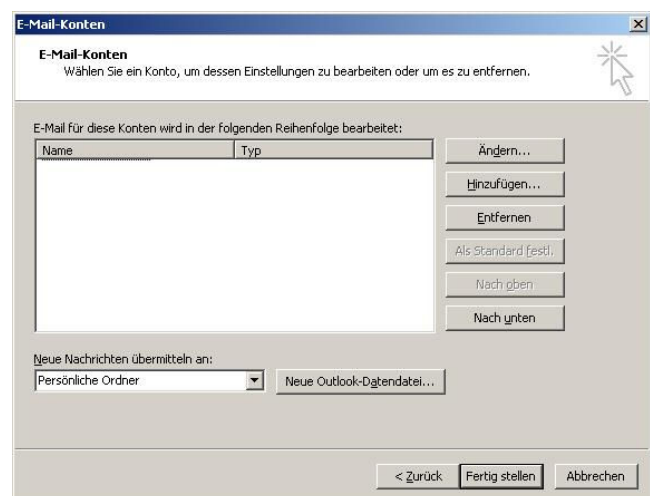 E-Mail-Konten
E-Mail-Konten
Wählen Sie ein Konto, um dessen Einstellungen zu bearbeiten oder um es zu entfernen.
E-Mail für diese Konten wird in der folgenden Reihenfolge bearbeitet:
Name Typ
Ändern...
Hinzufügen...
Entfernen
Als Standard festl.
Nach oben
Nach unten
Neue Nachrichten übermitteln an:
Persönliche Ordner Neue Outlook-Datendatei...
< Zurück Fertig stellen Abbrechen